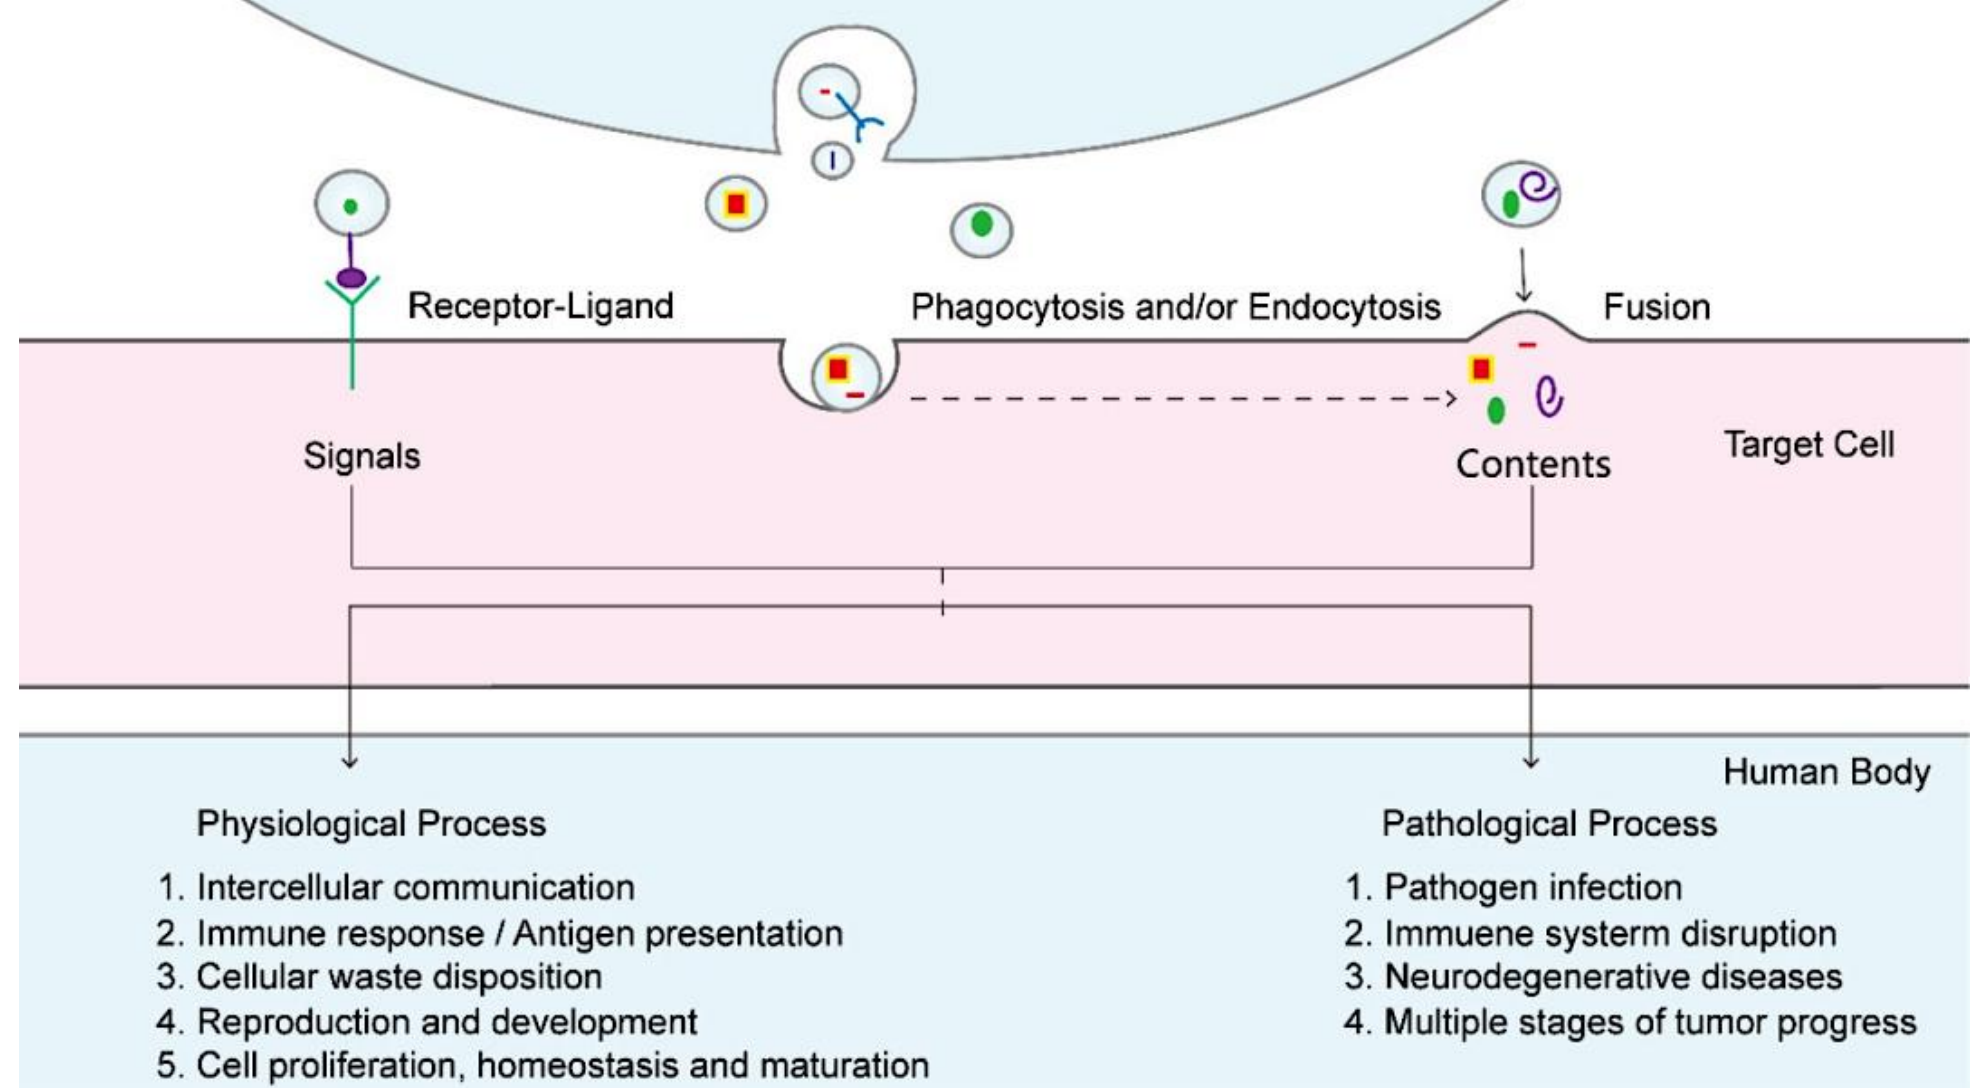 Receptor-Ligand
Phagocytosis and/or Endocytosis
Fusion
Signals
Contents
Target Cell
Human Body
Physiological Process
1. Intercellular communication
2. Immune response / Antigen presentation
3. Cellular waste disposition
4. Reproduction and development
5. Cell proliferation, homeostasis and maturation
Pathological Process
1. Pathogen infection
2. Immuene systerm disruption
3. Neurodegenerative diseases
4. Multiple stages of tumor progress